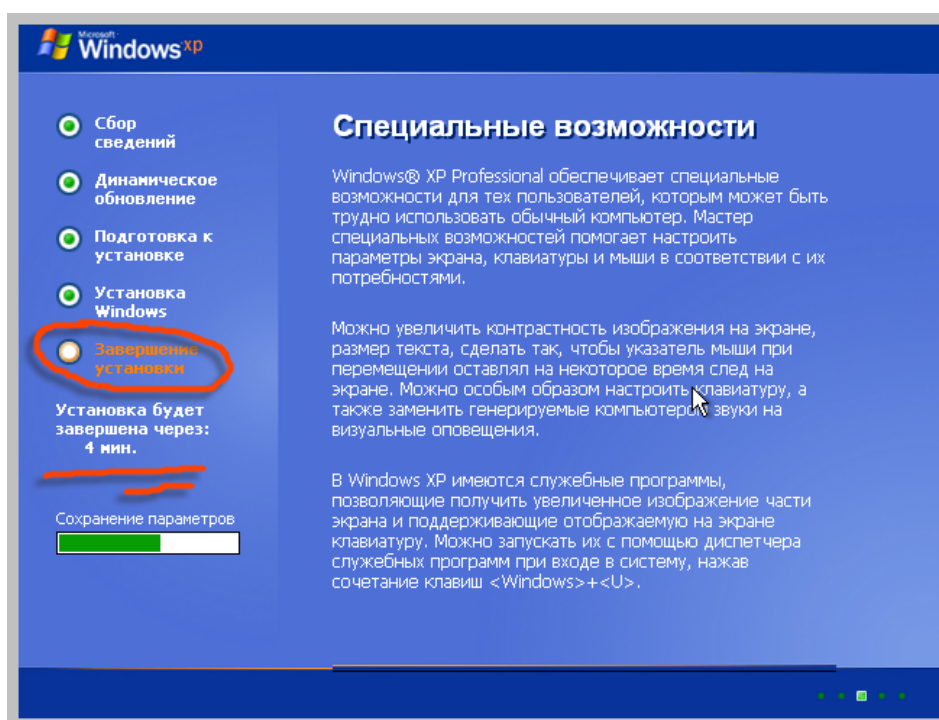 Microsoft
Windows xp
Сбор
сведений
Динамическое
обновление
Подготовка к
установке
Установка
Windows
Завершение
установки
Установка будет
завершена через:
4 мин.
Сохранение параметров
Специальные возможности
Windows® XP Professional обеспечивает специальные
возможности для тех пользователей, которым может быть
трудно использовать обычный компьютер. Мастер
специальных возможностей помогает настроить
параметры экрана, клавиатуры и мыши в соответствии с их
потребностями.
Можно увеличить контрастность изображения на экране,
размер текста, сделать так, чтобы указатель мыши при
перемещении оставлял на некоторое время след на
экране. Можно особым образом настроить клавиатуру, а
также заменить генерируемые компьютером звуки на
визуальные оповещения.
В Windows XP имеются служебные программы,
позволяющие получить увеличенное изображение части
экрана и поддерживающие отображаемую на экране
клавиатуру. Можно запускать их с помощью диспетчера
служебных программ при входе в систему, нажав
сочетание клавиш <Windows>+<U>.